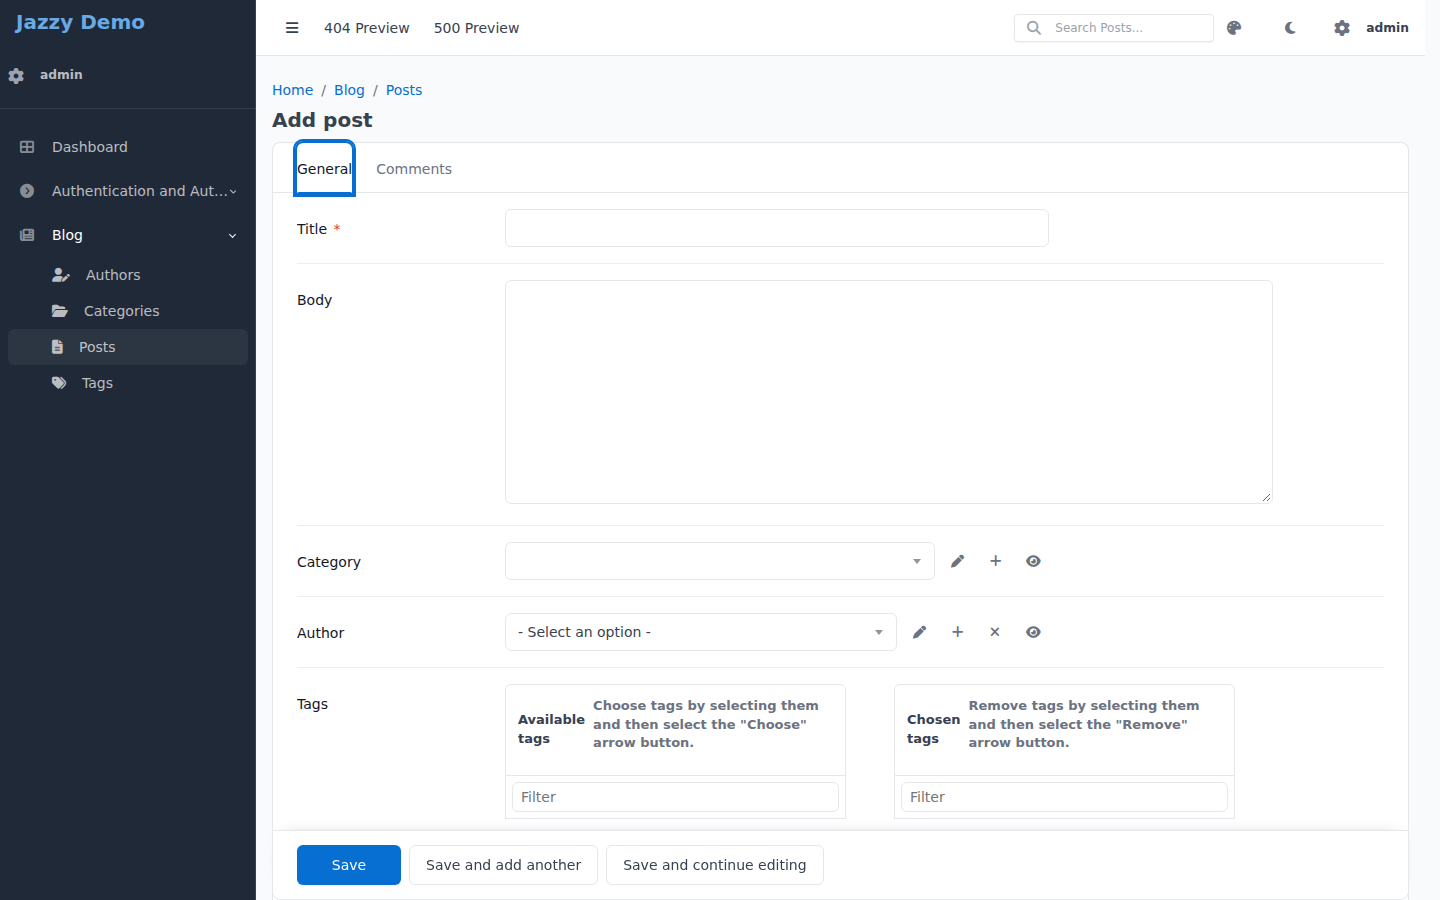 Jazzy Demo
404 Preview
500 Preview
Search Posts...
admin
admin
Dashboard
Authentication and Aut...
Blog
Authors
Categories
Posts
Tags
Home / Blog / Posts
Add post
General
Comments
Title *
Body
Category
Author
- Select an option -
Tags
Available tags
Choose tags by selecting them
and then select the "Choose"
arrow button.
Filter
Chosen tags
Remove tags by selecting them
and then select the "Remove"
arrow button.
Filter
Save
Save and add another
Save and continue editing